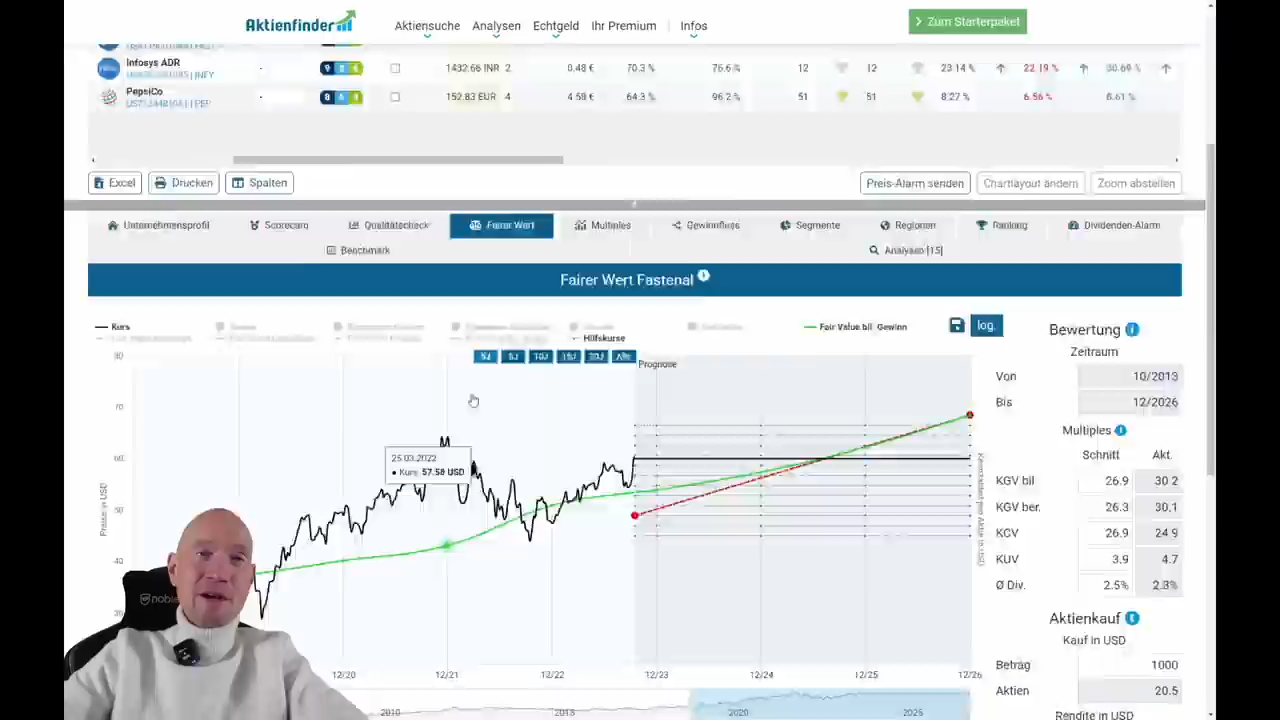 Aktienfinder
Aktiensuche Analysen Echtgeld Ihr Premium Infos
Zum Starterpaket
Infosys ADR
- 1432.66 INR 2 0.48 € 70.3 % 12 12 23.14 % 22.19 % 30.69 %
PepsiCo
- 152.83 EUR 4 4.58 € 64.3 % 96.2 % 51 51 8.27 % 6.56 % 6.61 %
Excel Drucken Spalten Preis-Alarm senden Chartlayout ändern Zoom abstellen
Unternehmensprofil Scorecard Qualitätscheck Fairer Wert Multiples Gewinnfluss Segmente Regionen Ranking Dividenden-Alarm
Benchmark Analysen [15]
Fairer Wert Fastenal
Kurs
Fair Value bil. Gewinn
log.
Hilfskurse
10J 15J 20J Alle
Prognose
80
70
60
50
40
Preise in USD
25.03.2022
Kurs: 57.58 USD
12/20 12/21 12/22 12/23 12/24 12/25 12/26
2010 2020 2025
noble
Bewertung
Zeitraum
Von 10/2013
Bis 12/2026
Multiples
Schnitt Akt.
KGV bil 26.9 30.2
KGV ber. 26.3 30.1
KCV 26.9 24.9
KUV 3.9 4.7
Ø Div. 2.5% 2.3%
Aktienkauf
Kauf in USD
Betrag 1000
Aktien 20.5
Rendite in USD